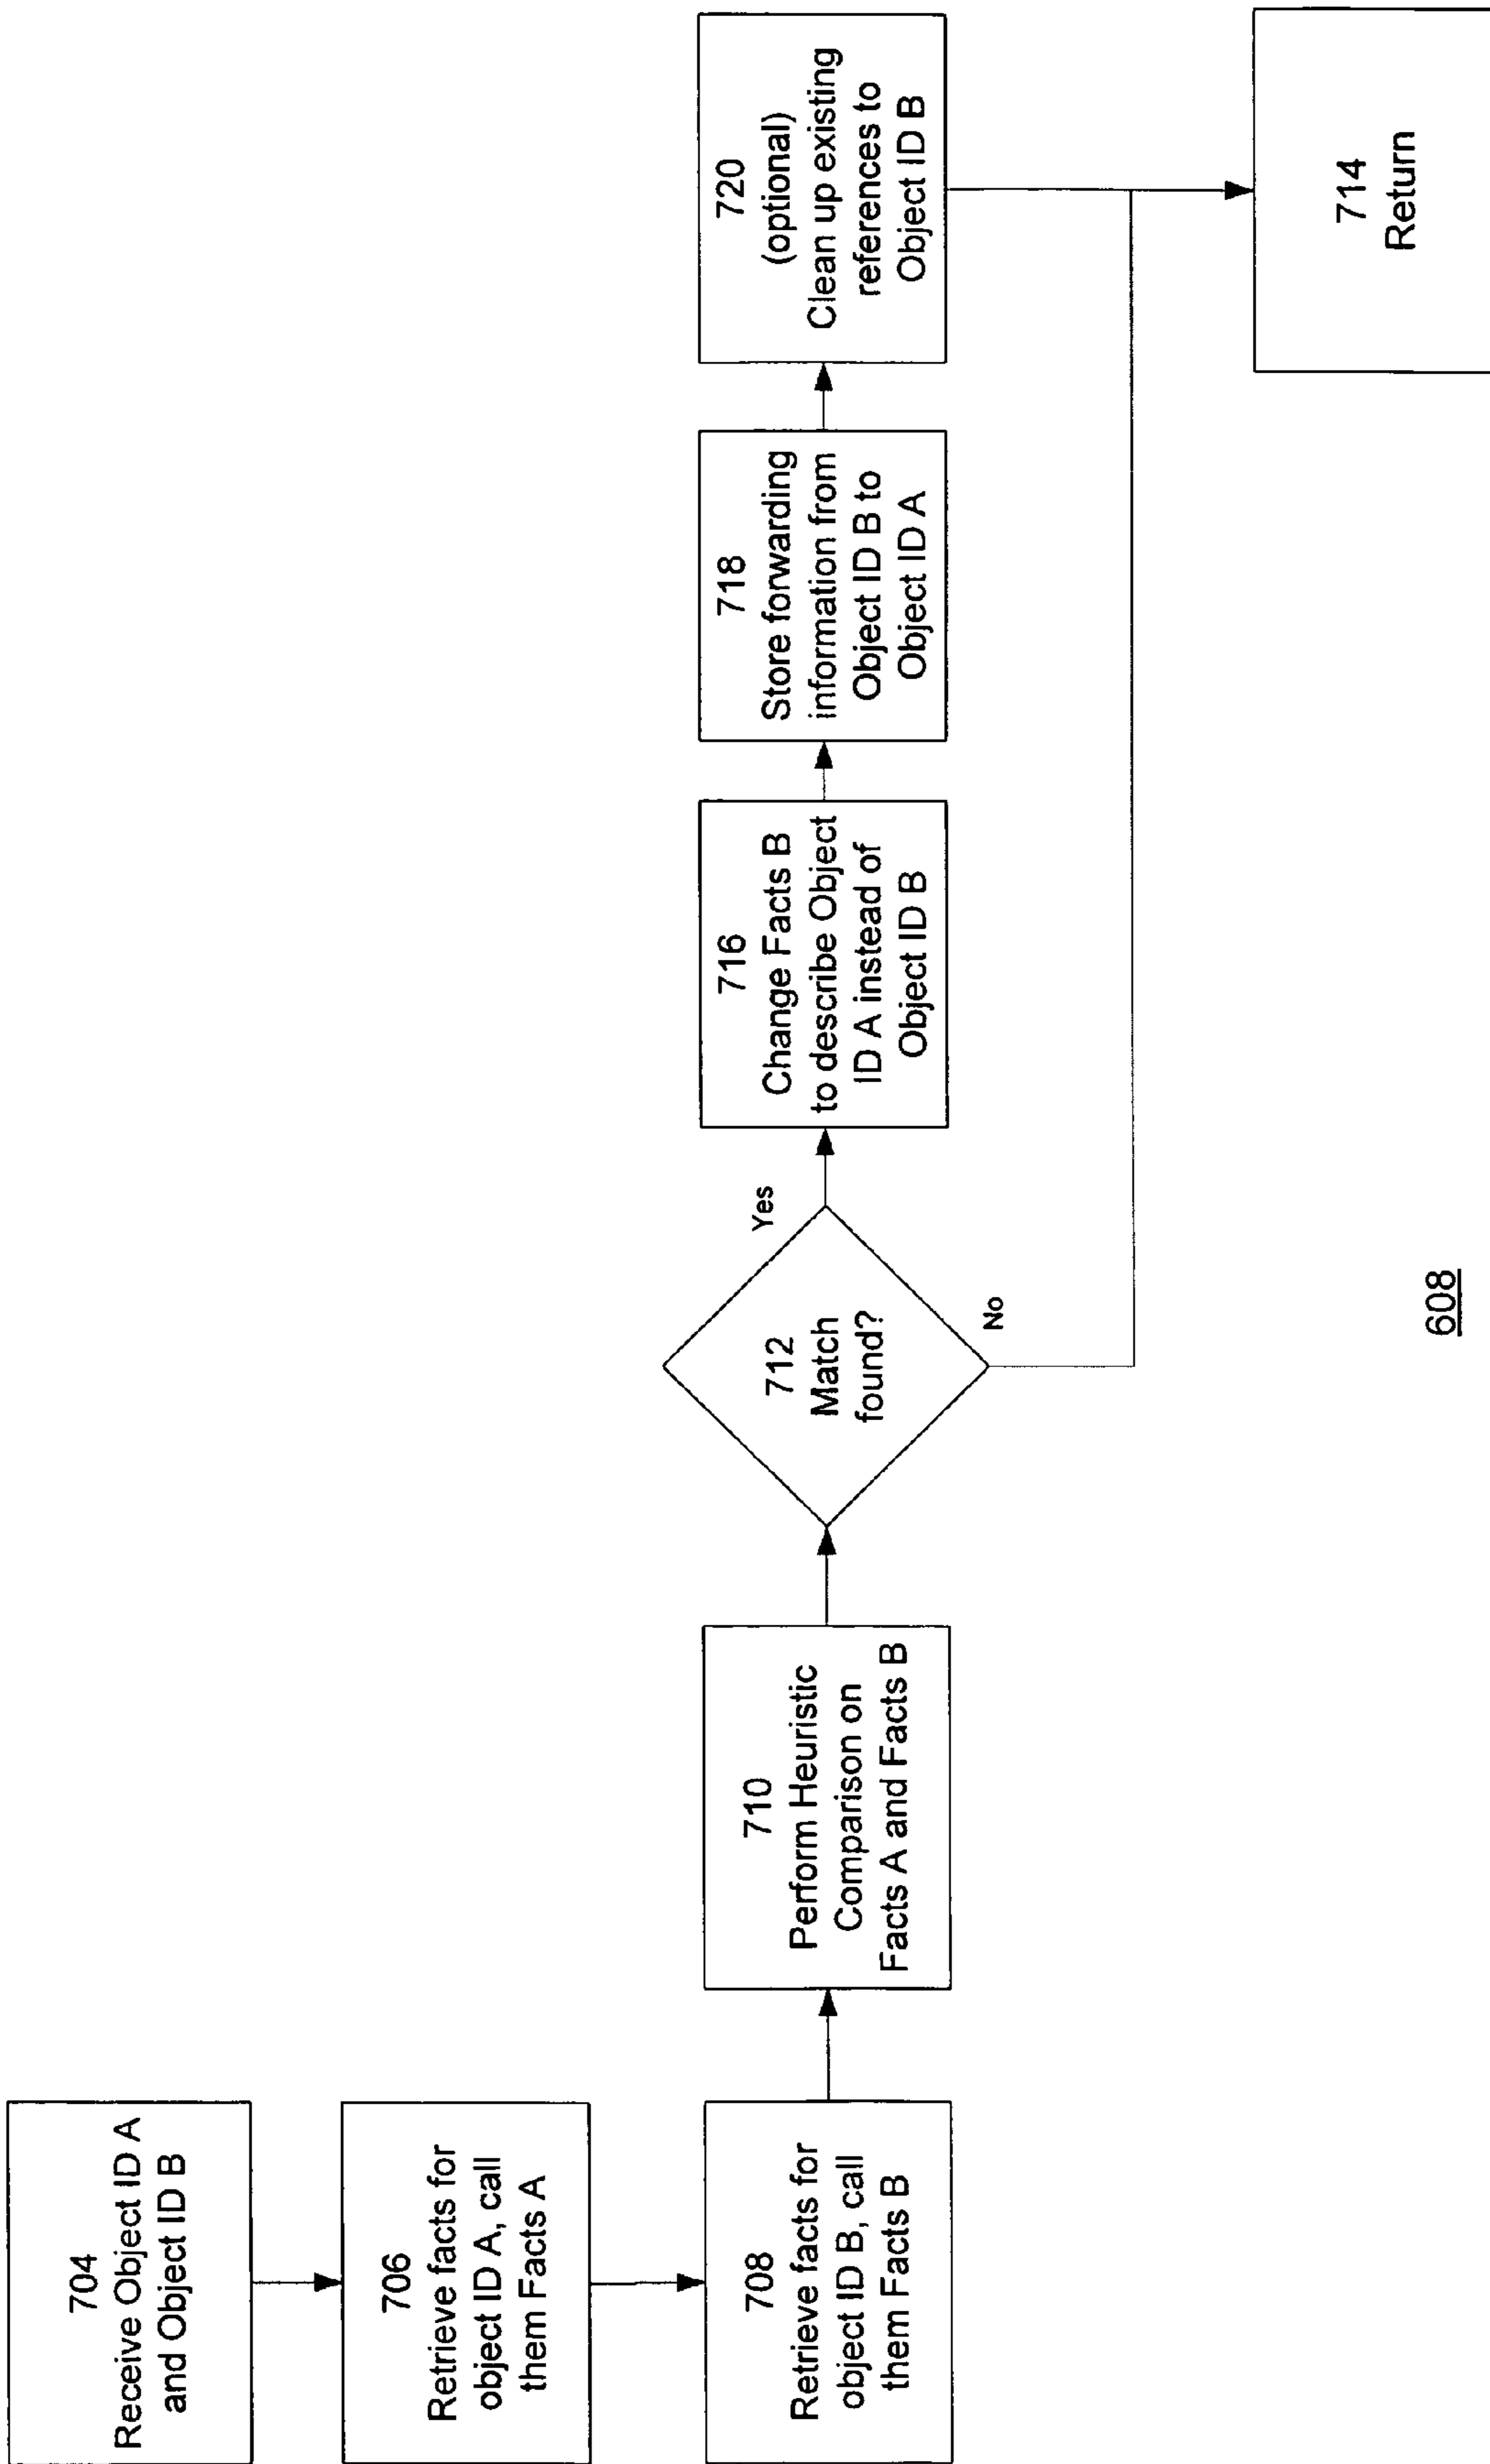 704
Receive Object ID A
and Object ID B
706
Retrieve facts for
object ID A, call
them Facts A
708
Retrieve facts for
object ID B, call
them Facts B
710
Perform Heuristic
Comparison on
Facts A and Facts B
712
Match
found?
Yes
No
716
Change Facts B
to describe Object
ID A instead of
Object ID B
718
Store forwarding
information from
Object ID B to
Object ID A
720
(optional)
Clean up existing
references to
Object ID B
714
Return
608